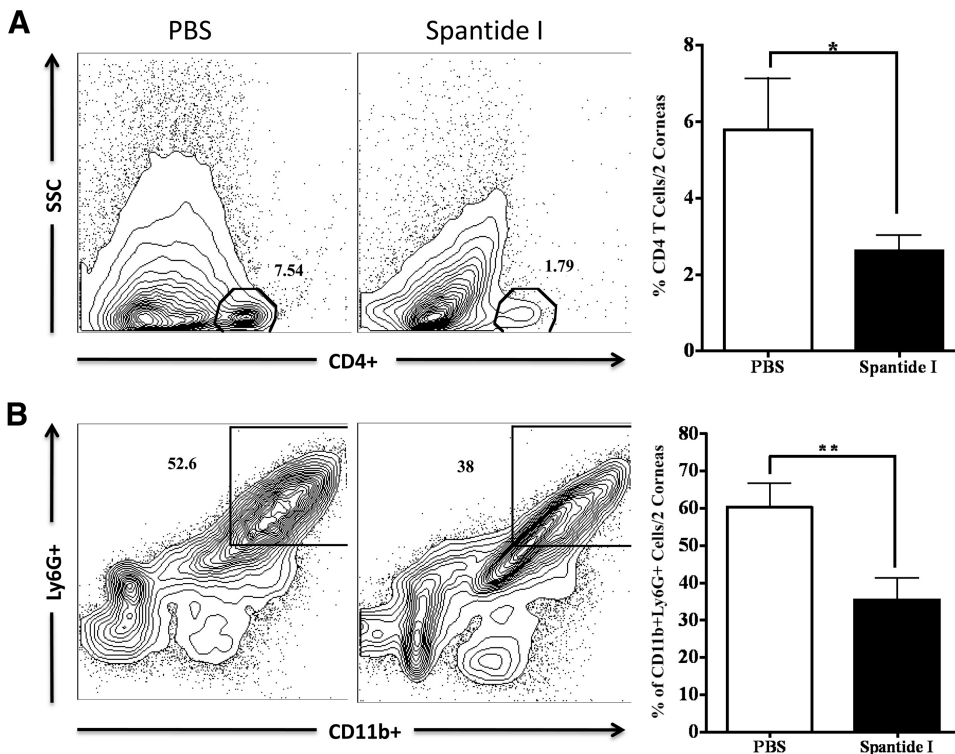 A
PBS
Spantide I
SSC
7.54
1.79
CD4+
% CD4 T Cells/2 Corneas
8
6
4
2
0
*
PBS
Spantide I
B
52.6
38
Ly6G+
CD11b+
% of CD11b+Ly6G+ Cells/2 Corneas
80
70
60
50
40
30
20
10
0
**
PBS
Spantide I